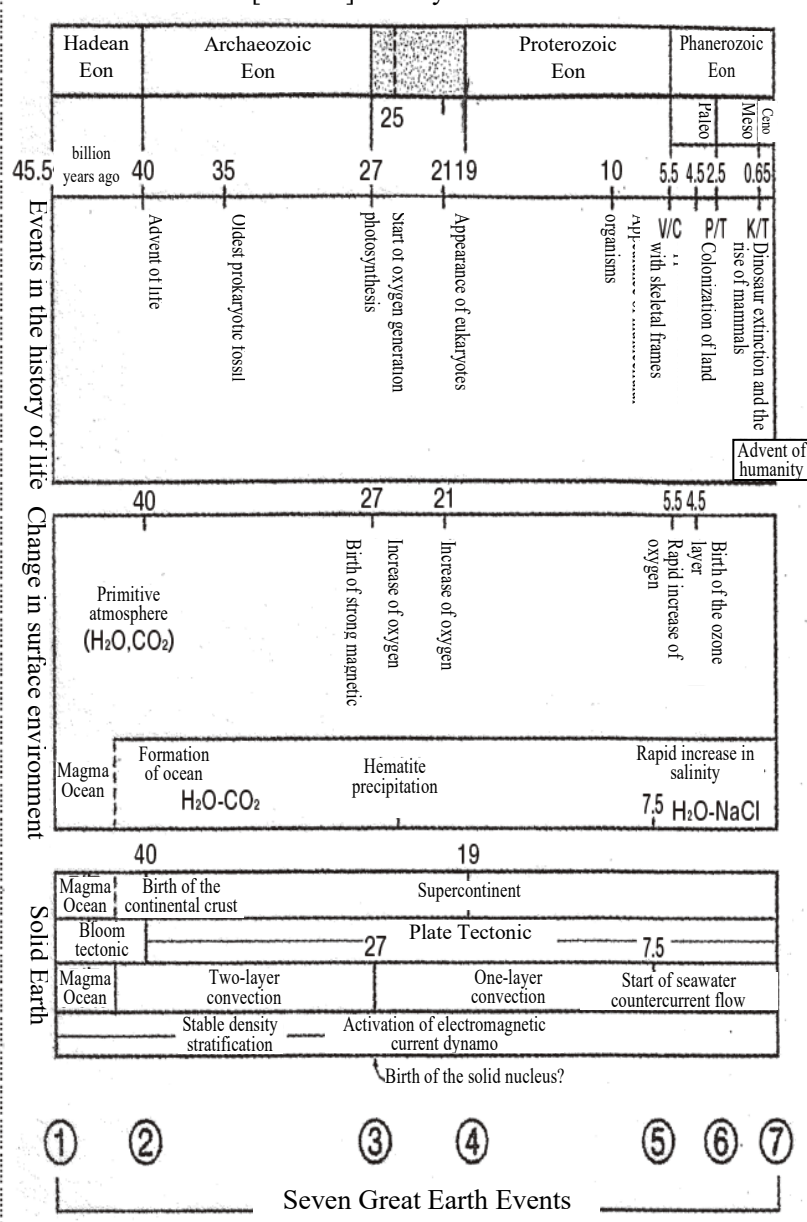 Hadean
Eon
Archaeozoic
Eon
Proterozoic
Eon
Phanerozoic
Eon
25
Paleo
Meso
Ceno
45.5
billion
years ago
40
35
27
21
19
10
5.5
4.5
2.5
0.65
Events in the history of life
Advent of life
Oldest prokaryotic fossil
Start of oxygen generation
photosynthesis
Appearance of eukaryotes
organisms
V/C
with skeletal frames
P/T
Colonization of land
K/T
Dinosaur extinction and the
rise of mammals
Advent of
humanity
Change in surface environment
40
27
21
5.5
4.5
Primitive
atmosphere
(H₂O,CO₂)
Birth of strong magnetic
Increase of oxygen
Increase of oxygen
Rapid increase of
oxygen
Birth of the ozone
layer
Magma
Ocean
Formation
of ocean
H₂O-CO₂
Hematite
precipitation
Rapid increase in
salinity
7.5
H₂O-NaCl
40
19
Solid Earth
Magma
Ocean
Birth of the
continental crust
Supercontinent
Bloom
tectonic
27
Plate Tectonic
7.5
Magma
Ocean
Two-layer
convection
One-layer
convection
Start of seawater
countercurrent flow
Stable density
stratification
Activation of electromagnetic
current dynamo
Birth of the solid nucleus?
① ② ③ ④ ⑤ ⑥ ⑦
Seven Great Earth Events